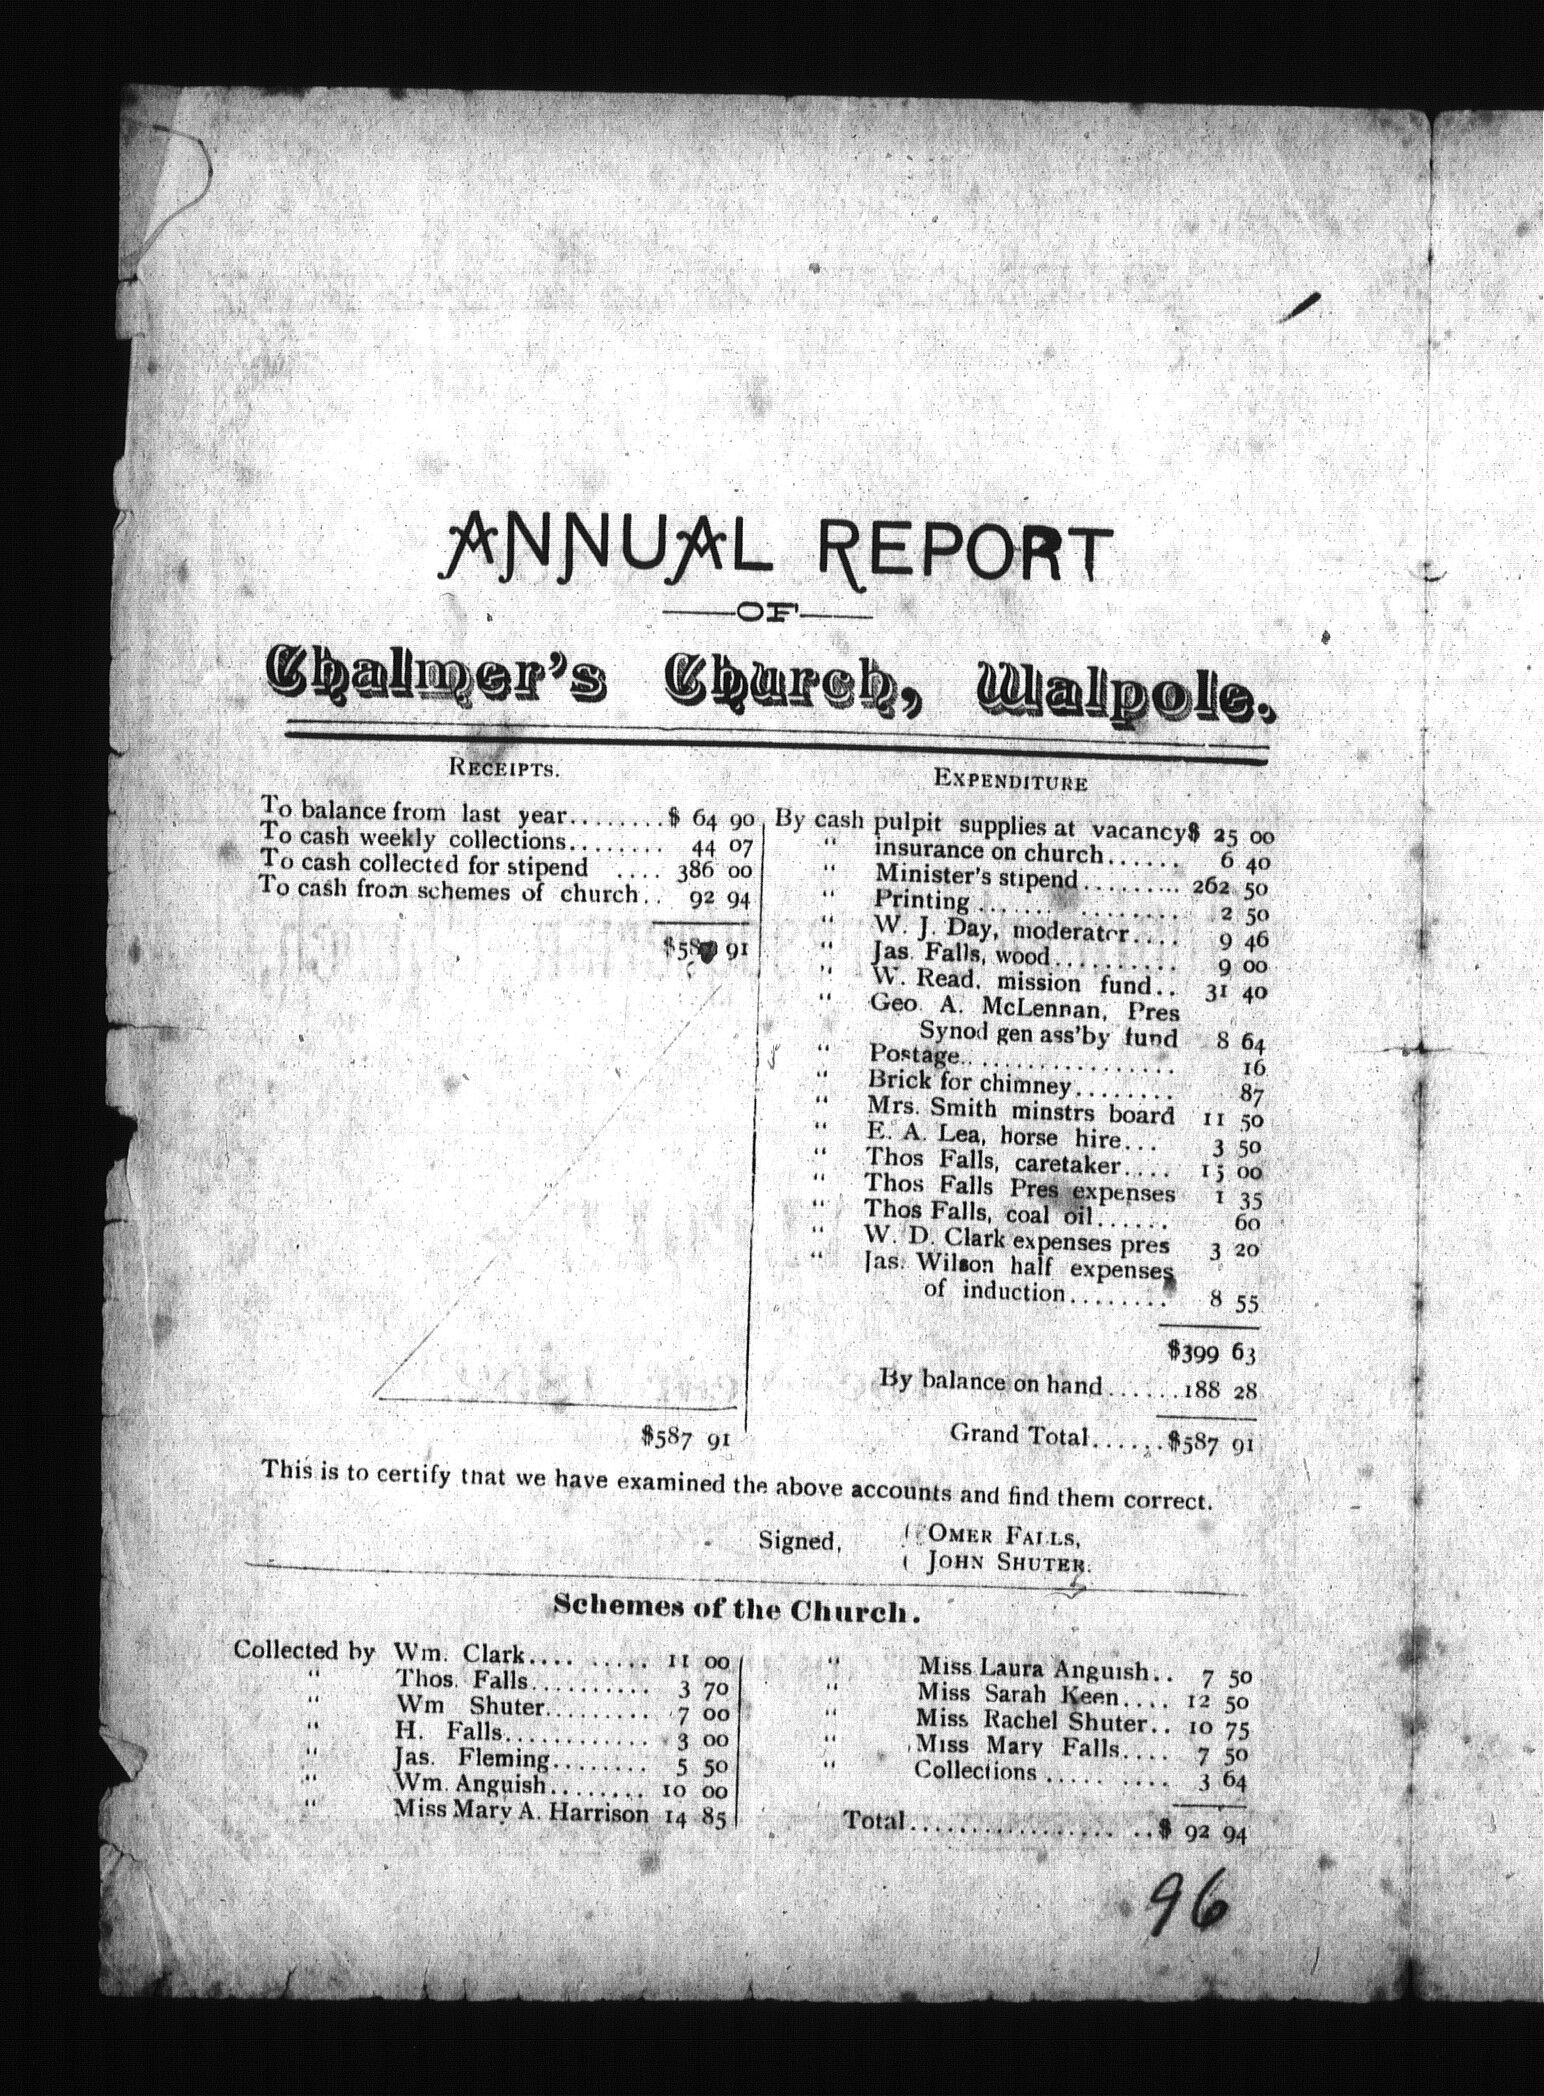 ANNUAL REPORT
OF
Chalmer's Church, Walpole.
RECEIPTS.
To balance from last year........$ 64 90
To cash weekly collections........ 44 07
To cash collected for stipend .... 386 00
To cash from schemes of church.. 92 94
$587 91
$587 91
EXPENDITURE
By cash pulpit supplies at vacancy$ 25 00
" insurance on church...... 6 40
" Minister's stipend......... 262 50
" Printing................ 2 50
" W. J. Day, moderator.... 9 46
" Jas. Falls, wood.......... 9 00
" W. Read. mission fund.. 31 40
" Geo. A. McLennan, Pres
Synod gen ass'by fund 8 64
" Postage.................. 16
" Brick for chimney........ 87
" Mrs. Smith minstrs board 11 50
" E. A. Lea, horse hire... 3 50
" Thos Falls, caretaker.... 15 00
" Thos Falls Pres expenses 1 35
" Thos Falls, coal oil...... 60
" W. D. Clark expenses pres 3 20
" Jas. Wilson half expenses
of induction........ 8 55
$399 63
By balance on hand......188 28
Grand Total......$587 91
This is to certify that we have examined the above accounts and find them correct.
Signed, OMER FALLS,
JOHN SHUTER.
Schemes of the Church.
Collected by Wm. Clark......... 11 00
" Thos. Falls.......... 3 70
" Wm Shuter......... 7 00
" H. Falls............ 3 00
" Jas. Fleming........ 5 50
" Wm. Anguish........ 10 00
" Miss Mary A. Harrison 14 85
" Miss Laura Anguish.. 7 50
" Miss Sarah Keen.... 12 50
" Miss Rachel Shuter.. 10 75
" Miss Mary Falls.... 7 50
" Collections ......... 3 64
Total...................$ 92 94
96